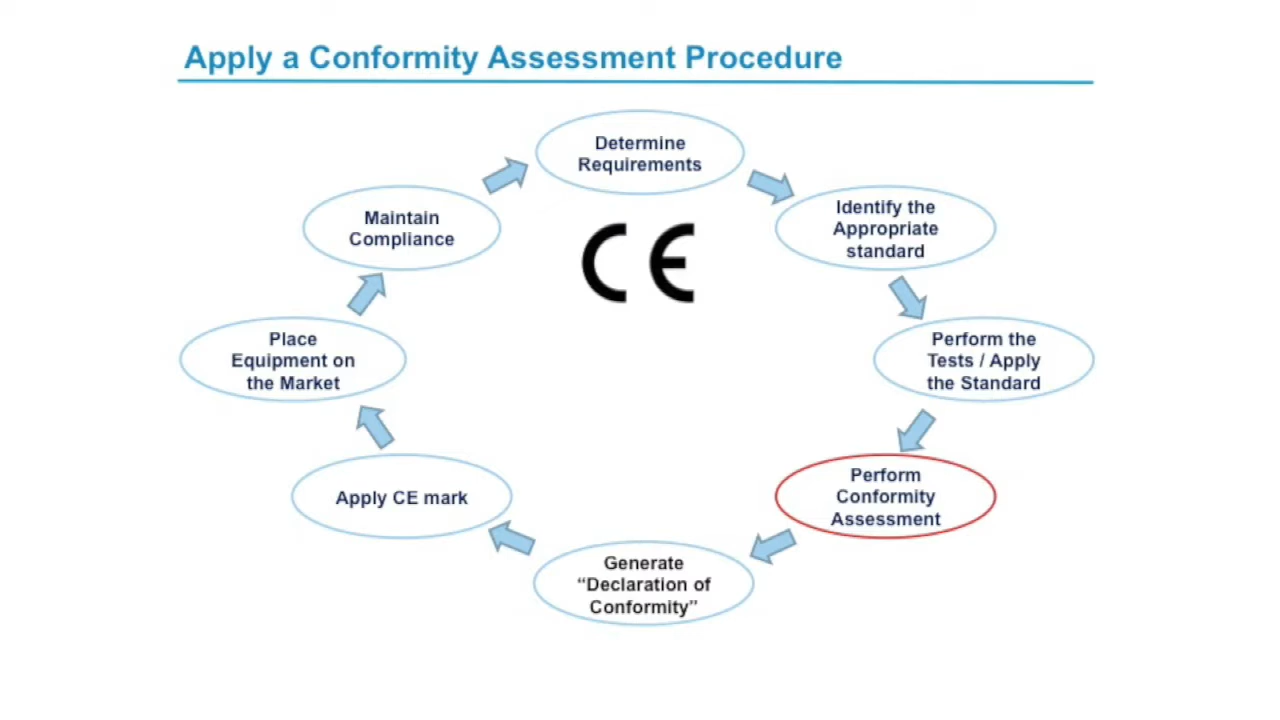 Apply a Conformity Assessment Procedure
Determine
Requirements
Identify the
Appropriate
standard
Perform the
Tests / Apply
the Standard
Perform
Conformity
Assessment
Generate
“Declaration of
Conformity”
Apply CE mark
Place
Equipment on
the Market
Maintain
Compliance
CE